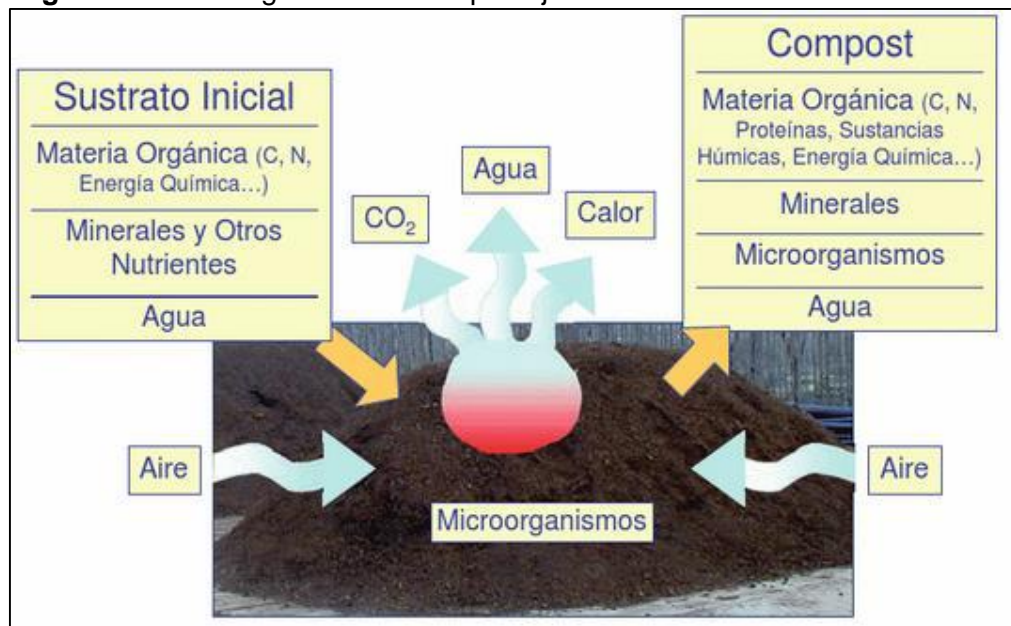 Sustrato Inicial
Materia Orgánica (C, N,
Energía Química…)
Minerales y Otros
Nutrientes
Agua
CO₂
Agua
Calor
Compost
Materia Orgánica (C, N,
Proteínas, Sustancias
Húmicas, Energía Química…)
Minerales
Microorganismos
Agua
Aire
Aire
Microorganismos